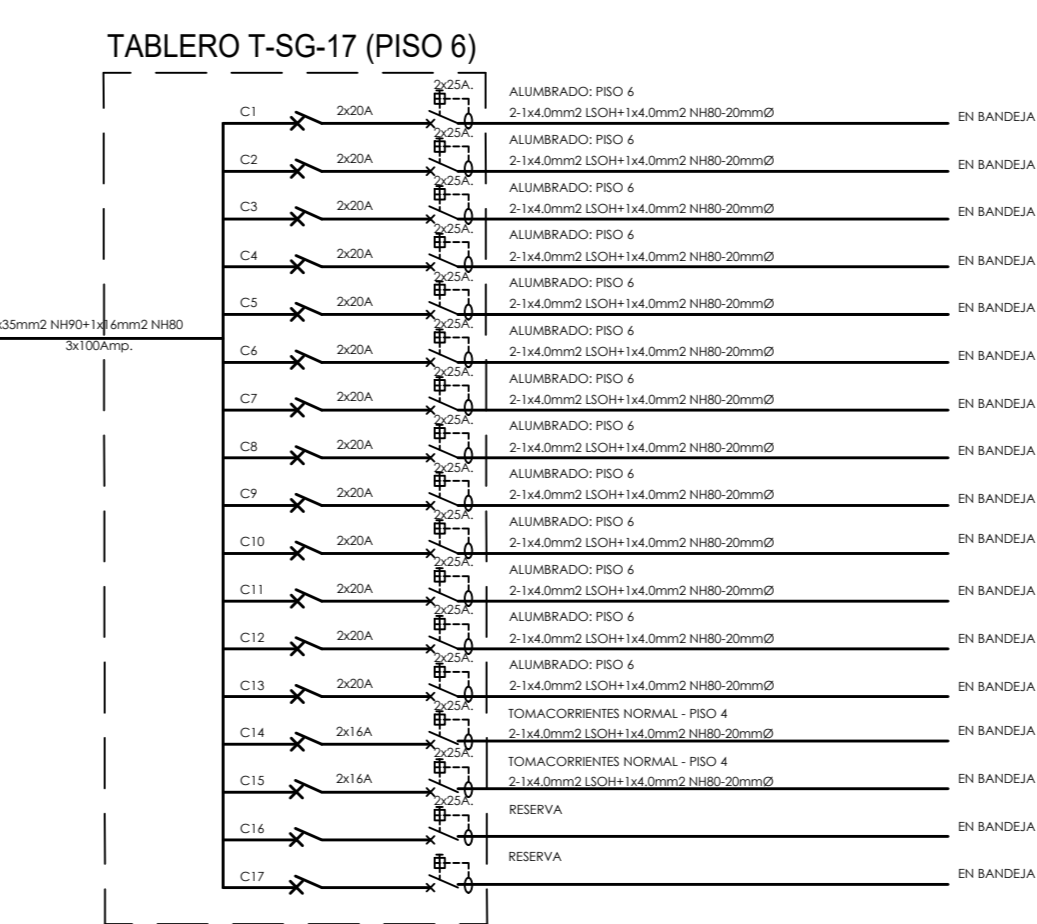 TABLERO T-SG-17 (PISO 6)
2x25A.
ALUMBRADO: PISO 6
C1 2x20A 2-1x4.0mm2 LSOH+1x4.0mm2 NH80-20mmØ EN BANDEJA
2x25A.
ALUMBRADO: PISO 6
C2 2x20A 2-1x4.0mm2 LSOH+1x4.0mm2 NH80-20mmØ EN BANDEJA
2x25A.
ALUMBRADO: PISO 6
C3 2x20A 2-1x4.0mm2 LSOH+1x4.0mm2 NH80-20mmØ EN BANDEJA
2x25A.
ALUMBRADO: PISO 6
C4 2x20A 2-1x4.0mm2 LSOH+1x4.0mm2 NH80-20mmØ EN BANDEJA
2x25A.
ALUMBRADO: PISO 6
C5 2x20A 2-1x4.0mm2 LSOH+1x4.0mm2 NH80-20mmØ EN BANDEJA
x35mm2 NH90+1x16mm2 NH80
3x100Amp.
2x25A.
ALUMBRADO: PISO 6
C6 2x20A 2-1x4.0mm2 LSOH+1x4.0mm2 NH80-20mmØ EN BANDEJA
2x25A.
ALUMBRADO: PISO 6
C7 2x20A 2-1x4.0mm2 LSOH+1x4.0mm2 NH80-20mmØ EN BANDEJA
2x25A.
ALUMBRADO: PISO 6
C8 2x20A 2-1x4.0mm2 LSOH+1x4.0mm2 NH80-20mmØ EN BANDEJA
2x25A.
ALUMBRADO: PISO 6
C9 2x20A 2-1x4.0mm2 LSOH+1x4.0mm2 NH80-20mmØ EN BANDEJA
2x25A.
ALUMBRADO: PISO 6
C10 2x20A 2-1x4.0mm2 LSOH+1x4.0mm2 NH80-20mmØ EN BANDEJA
2x25A.
ALUMBRADO: PISO 6
C11 2x20A 2-1x4.0mm2 LSOH+1x4.0mm2 NH80-20mmØ EN BANDEJA
2x25A.
ALUMBRADO: PISO 6
C12 2x20A 2-1x4.0mm2 LSOH+1x4.0mm2 NH80-20mmØ EN BANDEJA
2x25A.
ALUMBRADO: PISO 6
C13 2x20A 2-1x4.0mm2 LSOH+1x4.0mm2 NH80-20mmØ EN BANDEJA
2x25A.
TOMACORRIENTES NORMAL - PISO 4
C14 2x16A 2-1x4.0mm2 LSOH+1x4.0mm2 NH80-20mmØ EN BANDEJA
2x25A.
TOMACORRIENTES NORMAL - PISO 4
C15 2x16A 2-1x4.0mm2 LSOH+1x4.0mm2 NH80-20mmØ EN BANDEJA
2x25A.
RESERVA
C16 EN BANDEJA
RESERVA
C17 EN BANDEJA